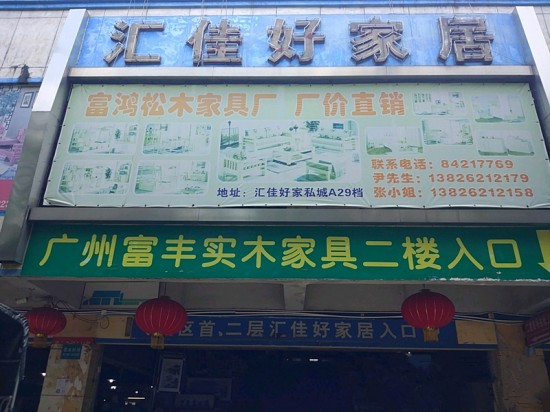 汇佳好家居
富鸿松木家具厂 厂价直销
联系电话：84217769
尹先生：13826212179
张小姐：13826212158
地址：汇佳好家私城A29档
广州富丰实木家具二楼入口
区首、二层汇佳好家居入口